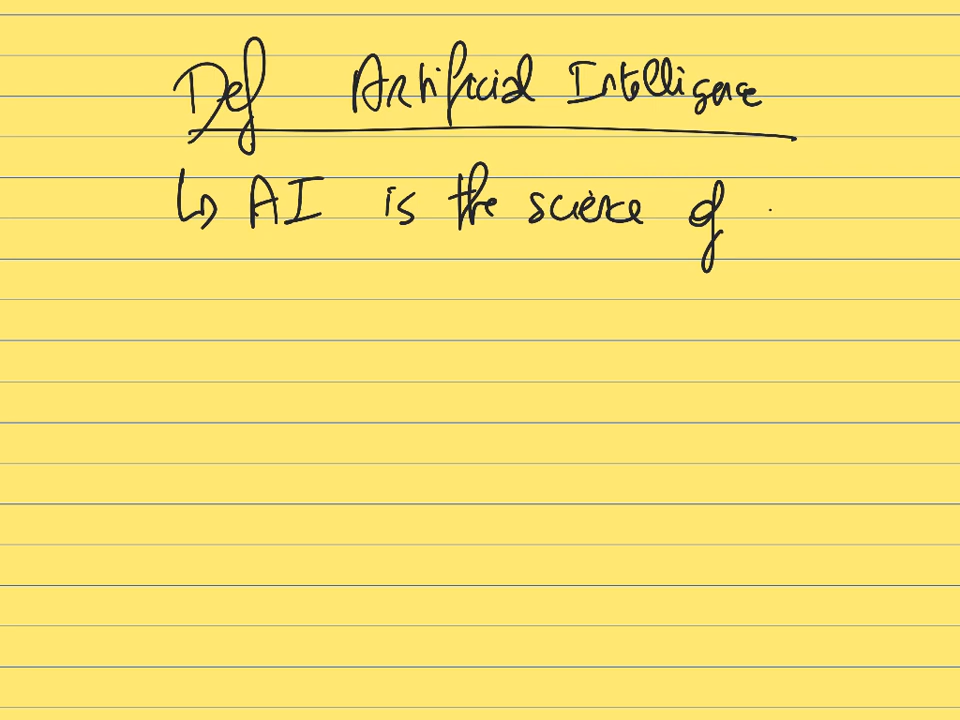 Def Artificial Intelligence
↳ AI is the science of